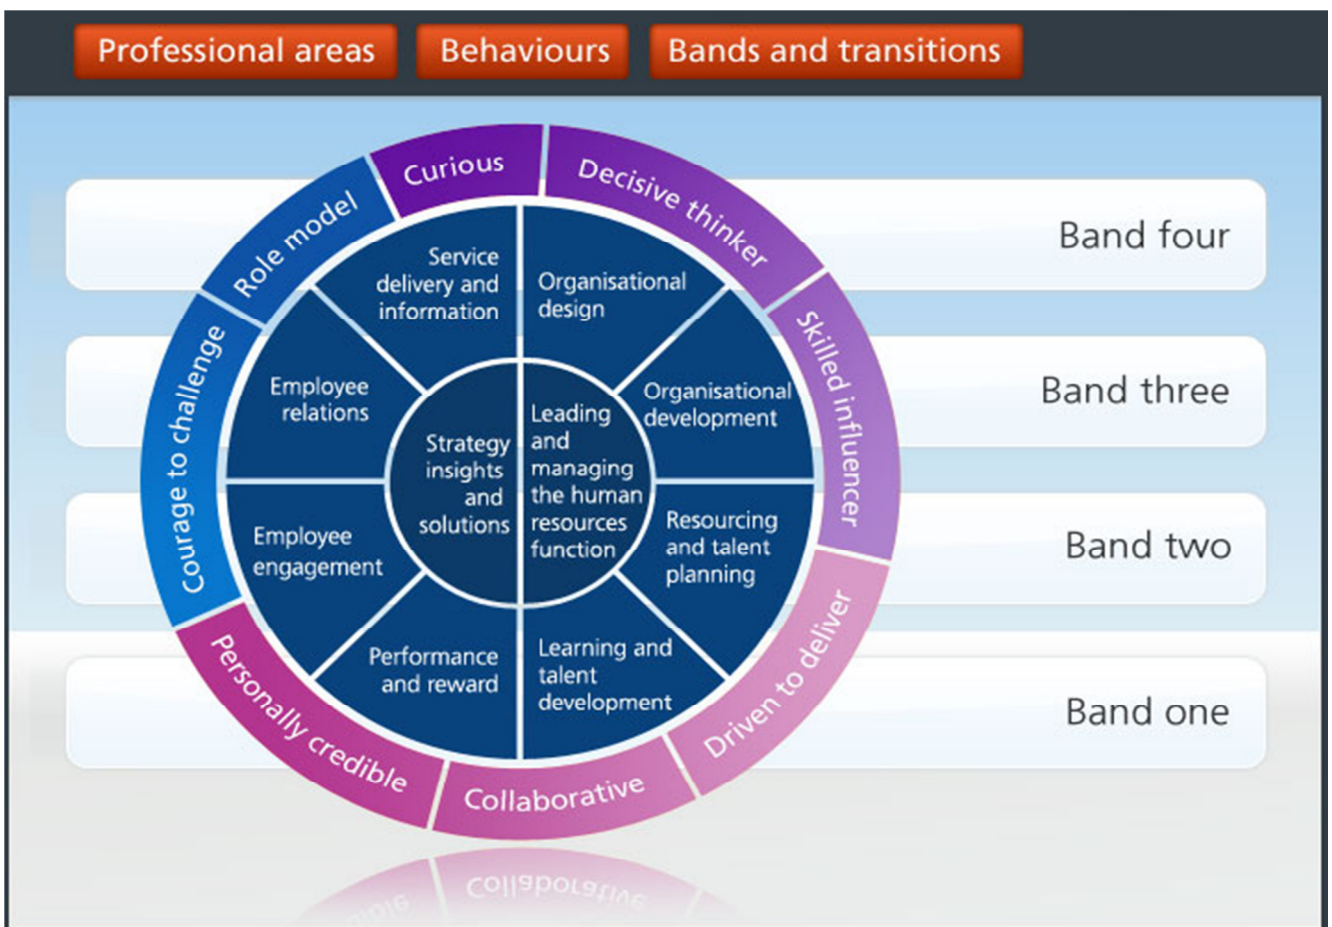 Professional areas
Behaviours
Bands and transitions
Curious
Decisive thinker
Skilled influencer
Driven to deliver
Collaborative
Personally credible
Courage to challenge
Role model
Service
delivery and
information
Organisational
design
Organisational
development
Resourcing
and talent
planning
Learning and
talent
development
Performance
and reward
Employee
engagement
Employee
relations
Strategy
insights
and
solutions
Leading
and
managing
the human
resources
function
Band four
Band three
Band two
Band one